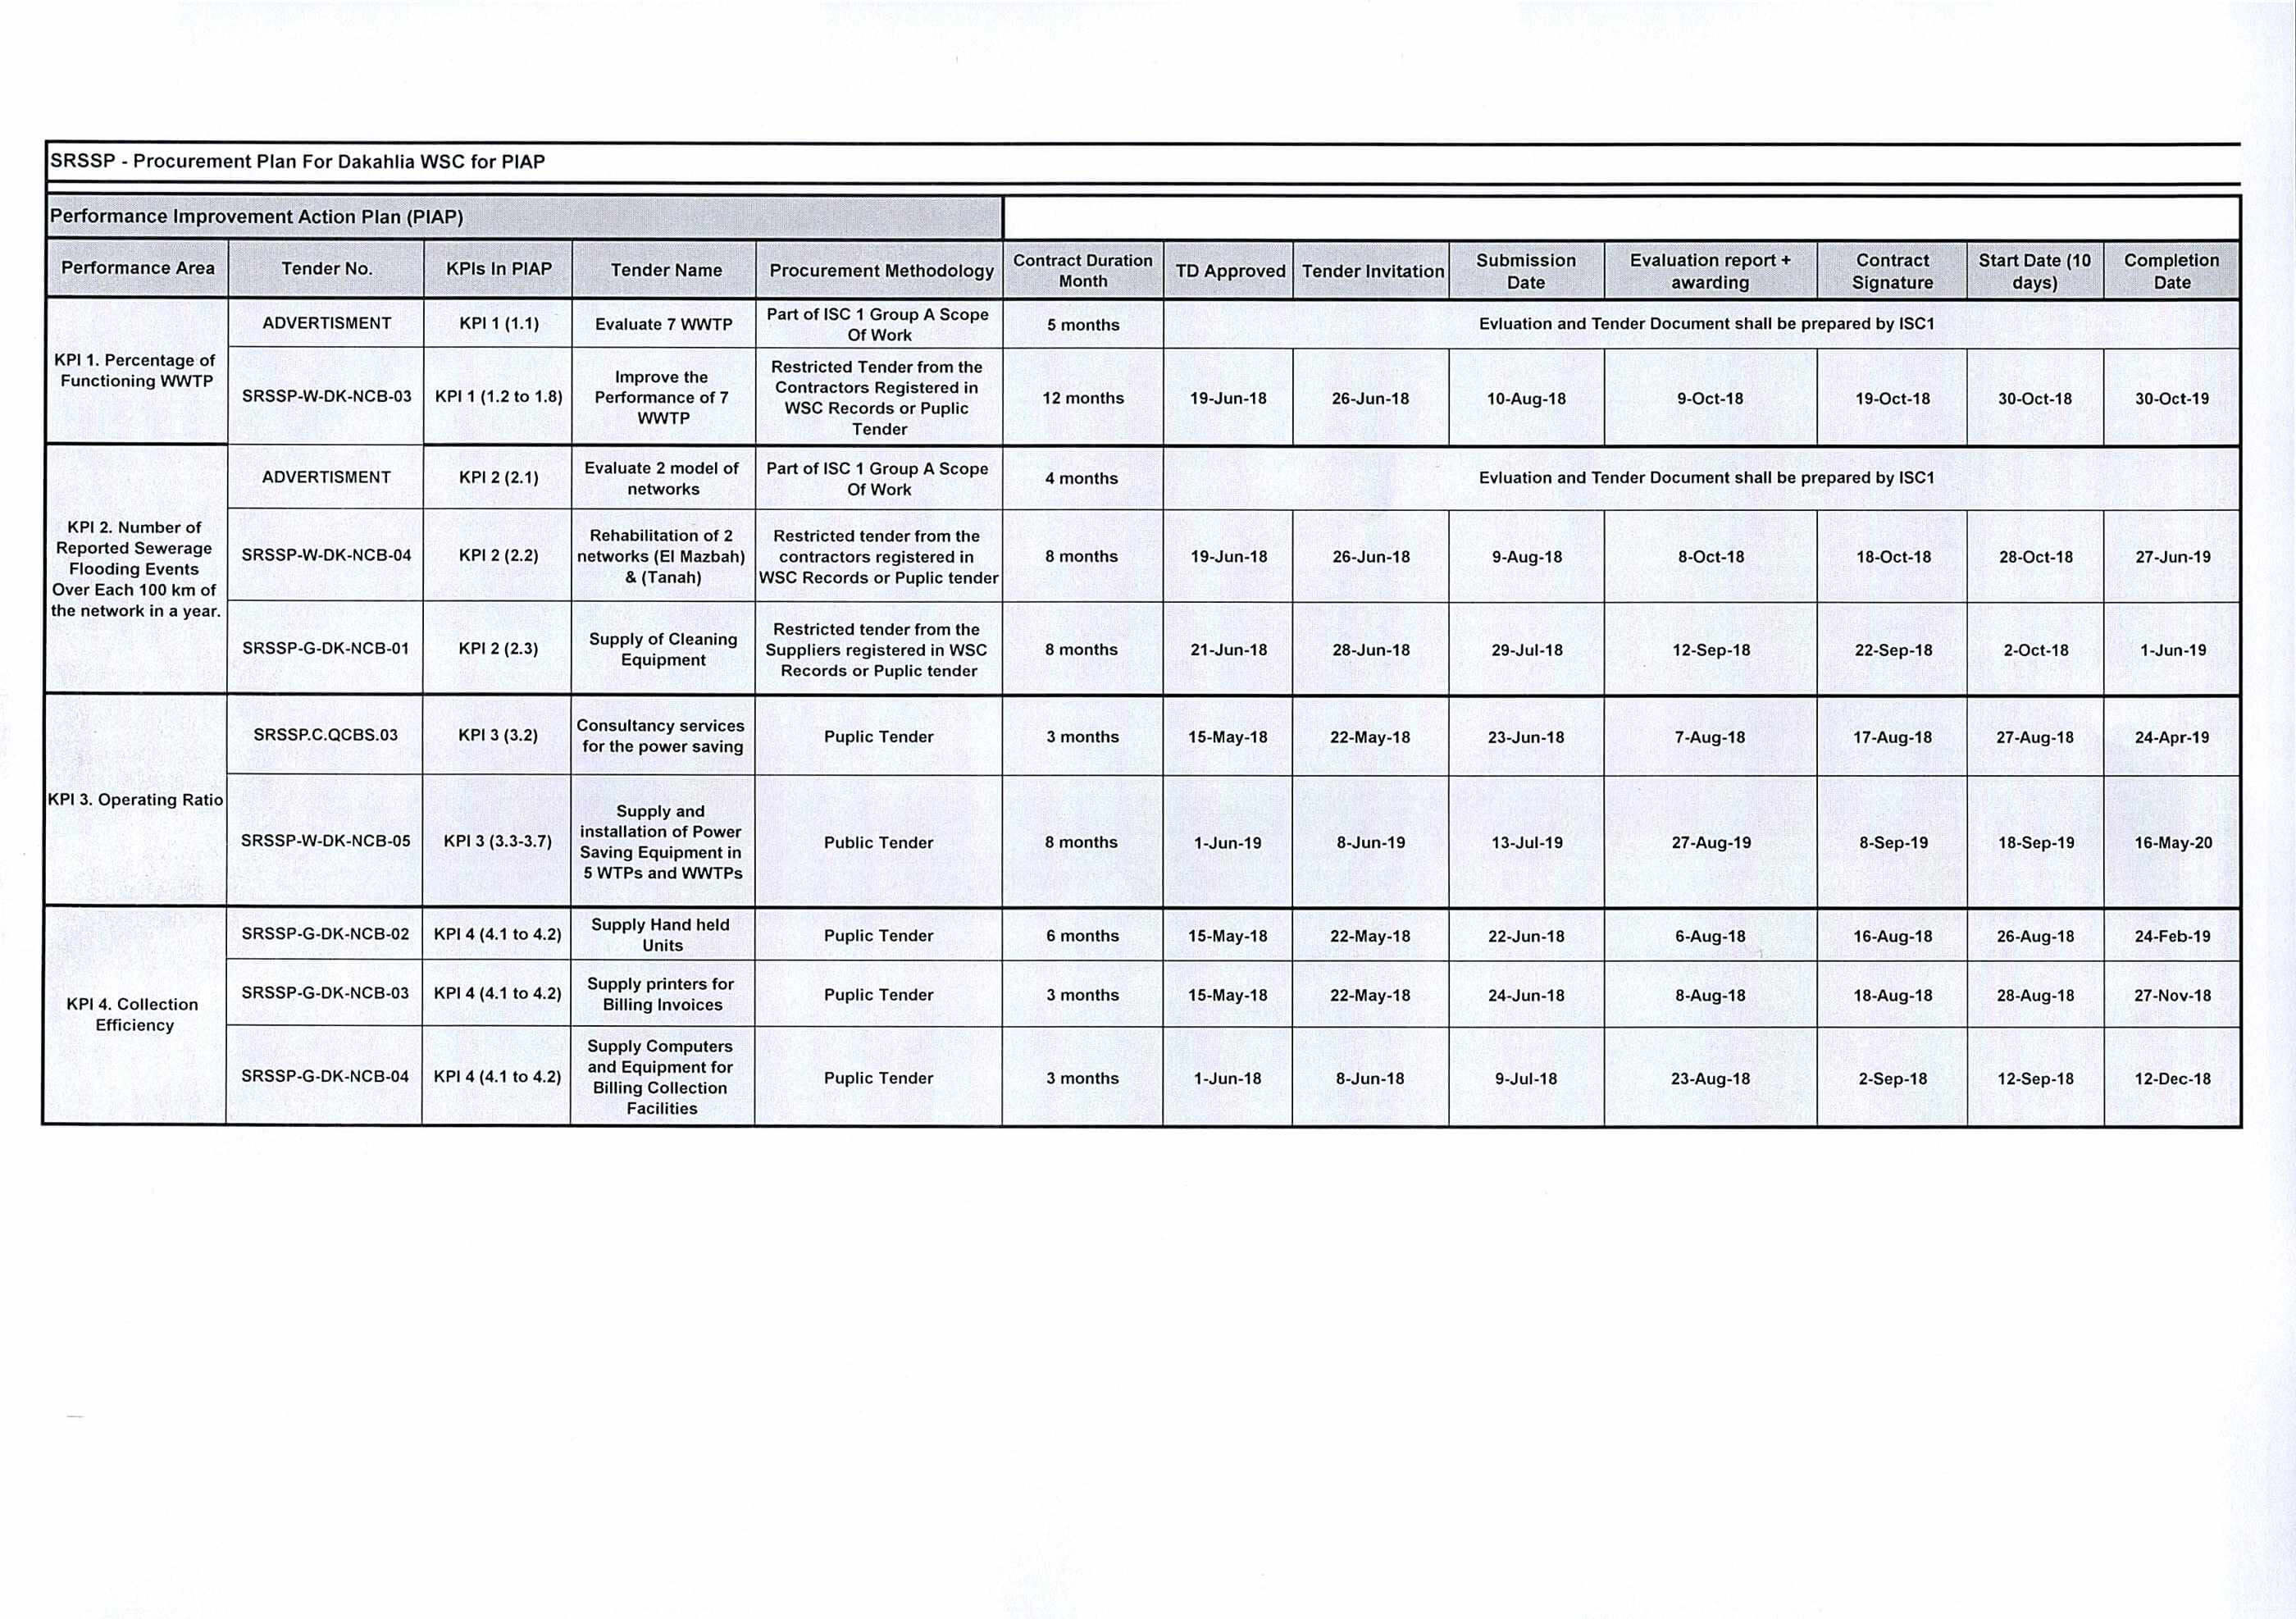 SRSSP - Procurement Plan For Dakahlia WSC for PIAP
Performance Improvement Action Plan (PIAP)
Performance Area
Tender No.
KPIs In PIAP
Tender Name
Procurement Methodology
Contract Duration
Month
TD Approved
Tender Invitation
Submission
Date
Evaluation report +
awarding
Contract
Signature
Start Date (10
days)
Completion
Date
KPI 1. Percentage of
Functioning WWTP
ADVERTISMENT
KPI 1 (1.1)
Evaluate 7 WWTP
Part of ISC 1 Group A Scope
Of Work
5 months
Evluation and Tender Document shall be prepared by ISC1
SRSSP-W-DK-NCB-03
KPI 1 (1.2 to 1.8)
Improve the
Performance of 7
WWTP
Restricted Tender from the
Contractors Registered in
WSC Records or Puplic
Tender
12 months
19-Jun-18
26-Jun-18
10-Aug-18
9-Oct-18
19-Oct-18
30-Oct-18
30-Oct-19
KPI 2. Number of
Reported Sewerage
Flooding Events
Over Each 100 km of
the network in a year.
ADVERTISMENT
KPI 2 (2.1)
Evaluate 2 model of
networks
Part of ISC 1 Group A Scope
Of Work
4 months
Evluation and Tender Document shall be prepared by ISC1
SRSSP-W-DK-NCB-04
KPI 2 (2.2)
Rehabilitation of 2
networks (El Mazbah)
& (Tanah)
Restricted tender from the
contractors registered in
WSC Records or Puplic tender
8 months
19-Jun-18
26-Jun-18
9-Aug-18
8-Oct-18
18-Oct-18
28-Oct-18
27-Jun-19
SRSSP-G-DK-NCB-01
KPI 2 (2.3)
Supply of Cleaning
Equipment
Restricted tender from the
Suppliers registered in WSC
Records or Puplic tender
8 months
21-Jun-18
28-Jun-18
29-Jul-18
12-Sep-18
22-Sep-18
2-Oct-18
1-Jun-19
KPI 3. Operating Ratio
SRSSP.C.QCBS.03
KPI 3 (3.2)
Consultancy services
for the power saving
Puplic Tender
3 months
15-May-18
22-May-18
23-Jun-18
7-Aug-18
17-Aug-18
27-Aug-18
24-Apr-19
SRSSP-W-DK-NCB-05
KPI 3 (3.3-3.7)
Supply and
installation of Power
Saving Equipment in
5 WTPs and WWTPs
Public Tender
8 months
1-Jun-19
8-Jun-19
13-Jul-19
27-Aug-19
8-Sep-19
18-Sep-19
16-May-20
KPI 4. Collection
Efficiency
SRSSP-G-DK-NCB-02
KPI 4 (4.1 to 4.2)
Supply Hand held
Units
Puplic Tender
6 months
15-May-18
22-May-18
22-Jun-18
6-Aug-18
16-Aug-18
26-Aug-18
24-Feb-19
SRSSP-G-DK-NCB-03
KPI 4 (4.1 to 4.2)
Supply printers for
Billing Invoices
Puplic Tender
3 months
15-May-18
22-May-18
24-Jun-18
8-Aug-18
18-Aug-18
28-Aug-18
27-Nov-18
SRSSP-G-DK-NCB-04
KPI 4 (4.1 to 4.2)
Supply Computers
and Equipment for
Billing Collection
Facilities
Puplic Tender
3 months
1-Jun-18
8-Jun-18
9-Jul-18
23-Aug-18
2-Sep-18
12-Sep-18
12-Dec-18